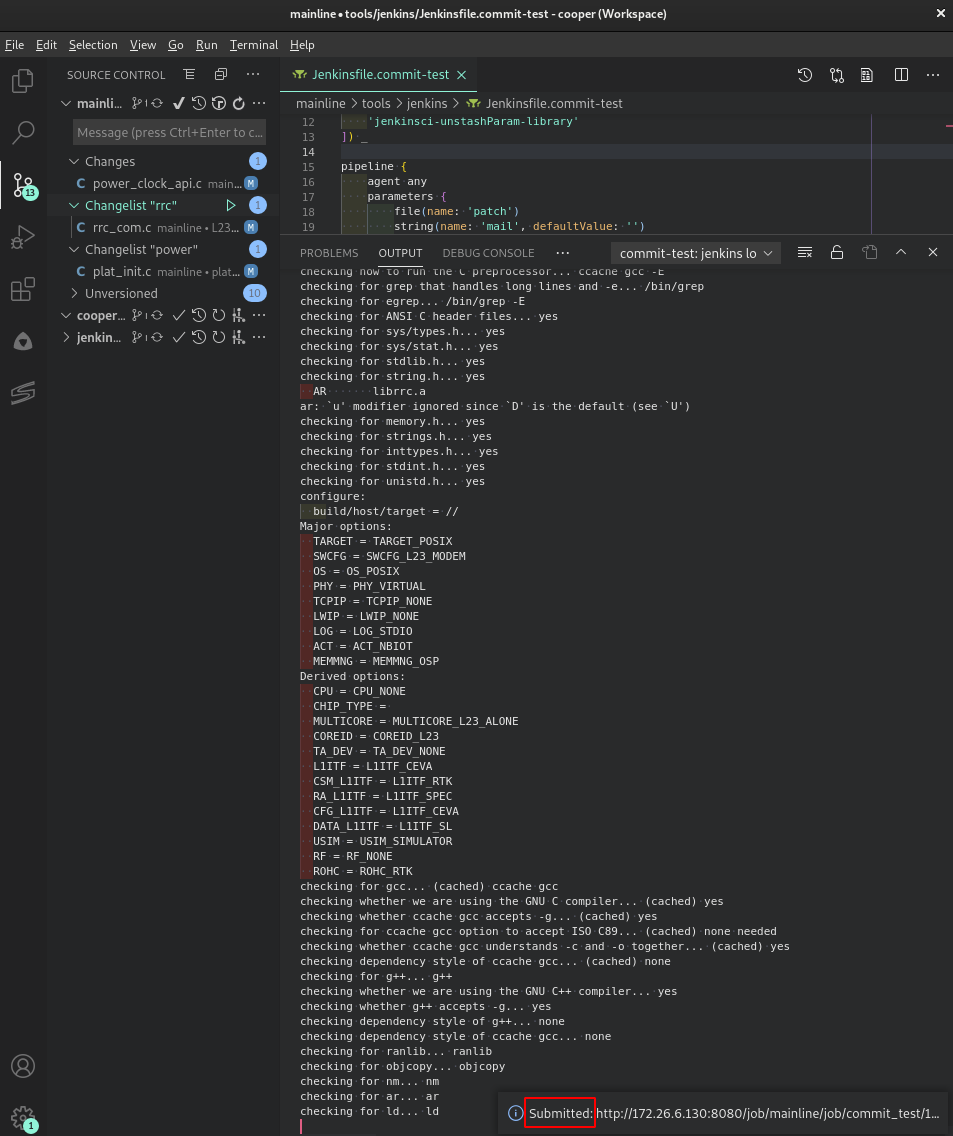 mainline • tools/jenkins/Jenkinsfile.commit-test - cooper (Workspace)
File Edit Selection View Go Run Terminal Help
SOURCE CONTROL
mainli...
Message (press Ctrl+Enter to c...
Changes 1
C power_clock_api.c main... M
Changelist "rrc" 1
C rrc_com.c mainline • L23... M
Changelist "power" 1
C plat_init.c mainline • plat... M
Unversioned 10
cooper...
jenkin...
13
1
Jenkinsfile.commit-test
mainline > tools > jenkins > Jenkinsfile.commit-test
12 'jenkinsci-unstashParam-library'
13 ]) _
14
15 pipeline {
16 agent any
17 parameters {
18 file(name: 'patch')
19 string(name: 'mail', defaultValue: '')
PROBLEMS OUTPUT DEBUG CONSOLE ... commit-test: jenkins lo
checking how to run the C preprocessor... ccache gcc -E
checking for grep that handles long lines and -e... /bin/grep
checking for egrep... /bin/grep -E
checking for ANSI C header files... yes
checking for sys/types.h... yes
checking for sys/stat.h... yes
checking for stdlib.h... yes
checking for string.h... yes
AR librrc.a
ar: `u' modifier ignored since `D' is the default (see `U')
checking for memory.h... yes
checking for strings.h... yes
checking for inttypes.h... yes
checking for stdint.h... yes
checking for unistd.h... yes
configure:
build/host/target = //
Major options:
TARGET = TARGET_POSIX
SWCFG = SWCFG_L23_MODEM
OS = OS_POSIX
PHY = PHY_VIRTUAL
TCPIP = TCPIP_NONE
LWIP = LWIP_NONE
LOG = LOG_STDIO
ACT = ACT_NBIOT
MEMMNG = MEMMNG_OSP
Derived options:
CPU = CPU_NONE
CHIP_TYPE =
MULTICORE = MULTICORE_L23_ALONE
COREID = COREID_L23
TA_DEV = TA_DEV_NONE
L1ITF = L1ITF_CEVA
CSM_L1ITF = L1ITF_RTK
RA_L1ITF = L1ITF_SPEC
CFG_L1ITF = L1ITF_CEVA
DATA_L1ITF = L1ITF_SL
USIM = USIM_SIMULATOR
RF = RF_NONE
ROHC = ROHC_RTK
checking for gcc... (cached) ccache gcc
checking whether we are using the GNU C compiler... (cached) yes
checking whether ccache gcc accepts -g... (cached) yes
checking for ccache gcc option to accept ISO C89... (cached) none needed
checking whether ccache gcc understands -c and -o together... (cached) yes
checking dependency style of ccache gcc... (cached) none
checking for g++... g++
checking whether we are using the GNU C++ compiler... yes
checking whether g++ accepts -g... yes
checking dependency style of g++... none
checking dependency style of ccache gcc... none
checking for ranlib... ranlib
checking for objcopy... objcopy
checking for nm... nm
checking for ar... ar
checking for ld... ld
Submitted: http://172.26.6.130:8080/job/mainline/job/commit_test/1...